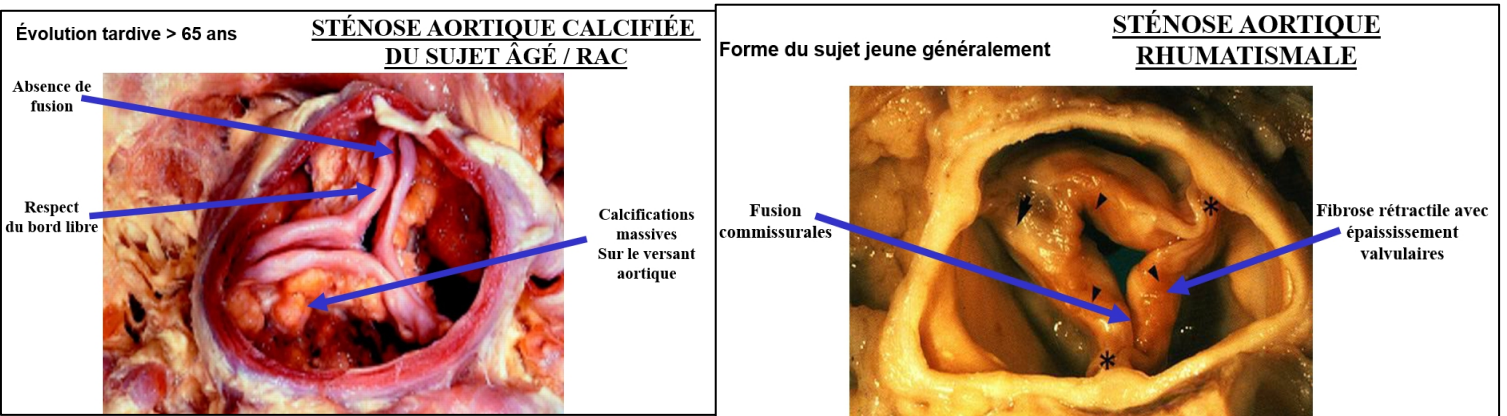 Évolution tardive > 65 ans
STÉNOSE AORTIQUE CALCIFIÉE
DU SUJET ÂGÉ / RAC
Absence de
fusion
Respect
du bord libre
Calcifications
massives
Sur le versant
aortique
STÉNOSE AORTIQUE
RHUMATISMALE
Forme du sujet jeune généralement
Fusion
commissurales
*
*
Fibrose rétractile avec
épaississement
valvulaires